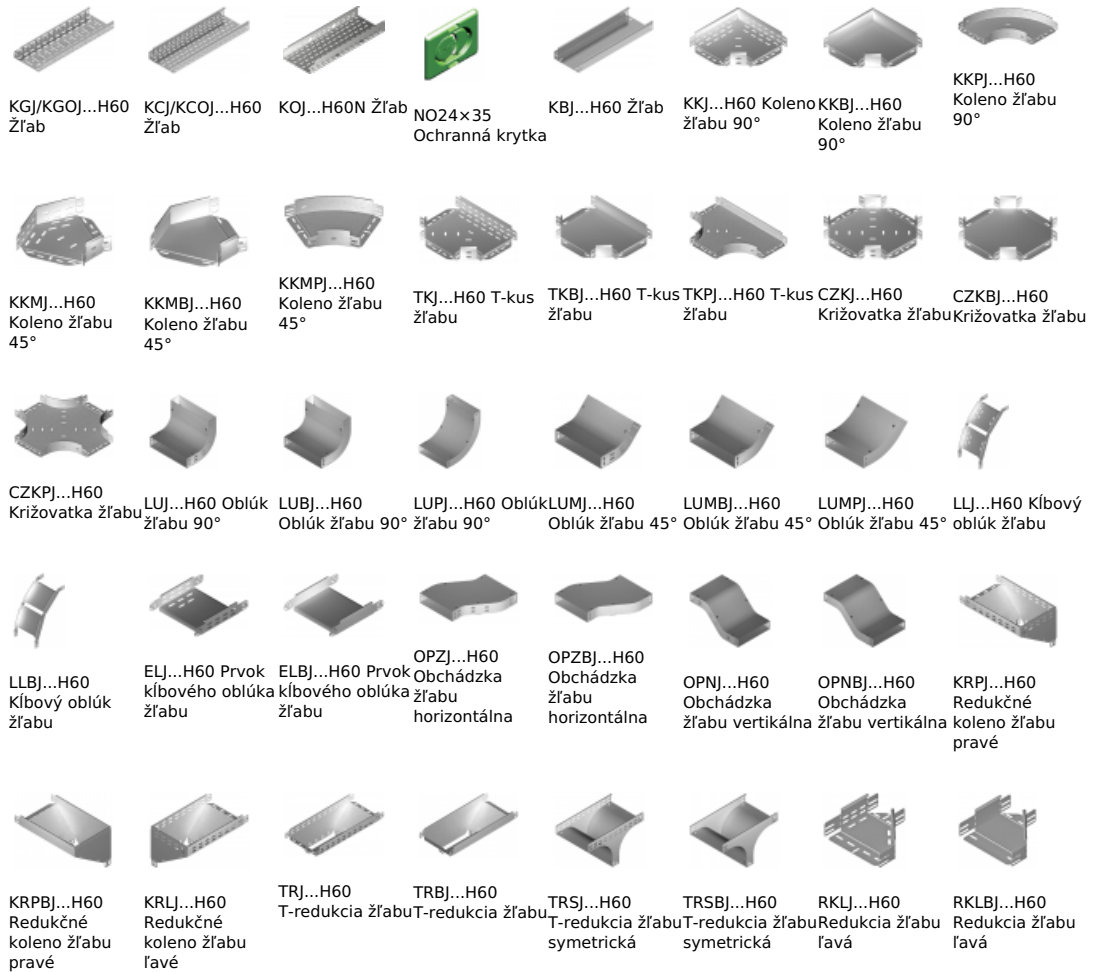 KGJ/KGOJ...H60
Žľab
KCJ/KCOJ...H60
Žľab
KOJ...H60N Žľab
NO24×35
Ochranná krytka
KBJ...H60 Žľab
KKJ...H60 Koleno
žľabu 90°
KKBJ...H60
Koleno žľabu
90°
KKPJ...H60
Koleno žľabu
90°
KKMJ...H60
Koleno žľabu
45°
KKMBJ...H60
Koleno žľabu
45°
KKMPJ...H60
Koleno žľabu
45°
TKJ...H60 T-kus
žľabu
TKBJ...H60 T-kus
žľabu
TKPJ...H60 T-kus
žľabu
CZKJ...H60
Križovatka žľabu
CZKBJ...H60
Križovatka žľabu
CZKPJ...H60
Križovatka žľabu
LUJ...H60 Oblúk
žľabu 90°
LUBJ...H60
Oblúk žľabu 90°
LUPJ...H60 Oblúk
žľabu 90°
LUMJ...H60
Oblúk žľabu 45°
LUMBJ...H60
Oblúk žľabu 45°
LUMPJ...H60
Oblúk žľabu 45°
LLJ...H60 Kĺbový
oblúk žľabu
LLBJ...H60
Kĺbový oblúk
žľabu
ELJ...H60 Prvok
kĺbového oblúka
žľabu
ELBJ...H60 Prvok
kĺbového oblúka
žľabu
OPZJ...H60
Obchádzka
žľabu
horizontálna
OPZBJ...H60
Obchádzka
žľabu
horizontálna
OPNJ...H60
Obchádzka
žľabu vertikálna
OPNBJ...H60
Obchádzka
žľabu vertikálna
KRPJ...H60
Redukčné
koleno žľabu
pravé
KRPBJ...H60
Redukčné
koleno žľabu
pravé
KRLJ...H60
Redukčné
koleno žľabu
ľavé
TRJ...H60
T-redukcia žľabu
TRBJ...H60
T-redukcia žľabu
TRSJ...H60
T-redukcia žľabu
symetrická
TRSBJ...H60
T-redukcia žľabu
symetrická
RKLJ...H60
Redukcia žľabu
ľavá
RKLBJ...H60
Redukcia žľabu
ľavá